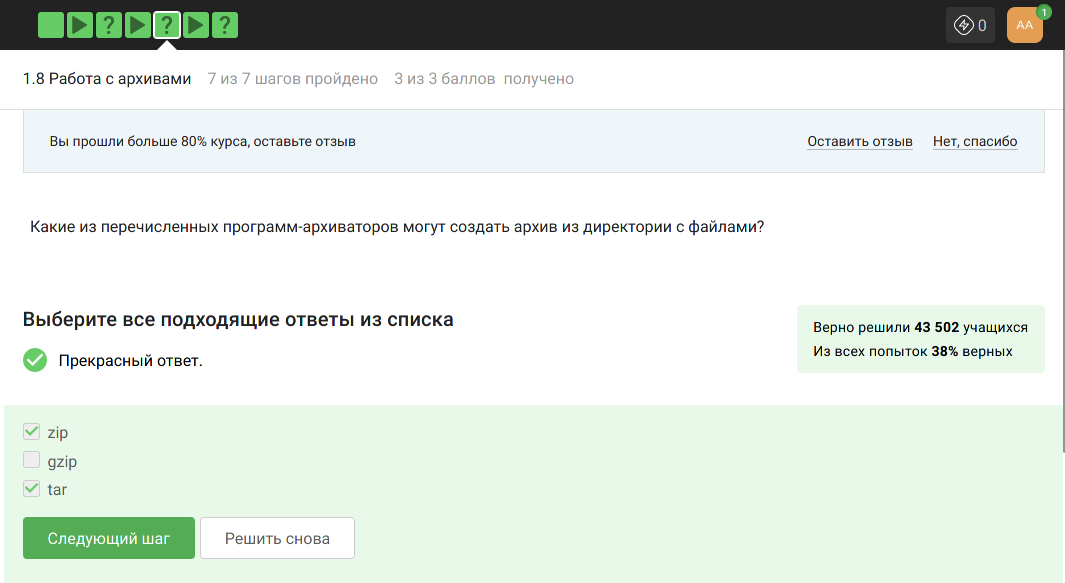 ? ? ?
0
AA
1
1.8 Работа с архивами 7 из 7 шагов пройдено 3 из 3 баллов получено
Вы прошли больше 80% курса, оставьте отзыв Оставить отзыв Нет, спасибо
Какие из перечисленных программ-архиваторов могут создать архив из директории с файлами?
Выберите все подходящие ответы из списка
Верно решили 43 502 учащихся
Из всех попыток 38% верных
Прекрасный ответ.
zip
gzip
tar
Следующий шаг Решить снова